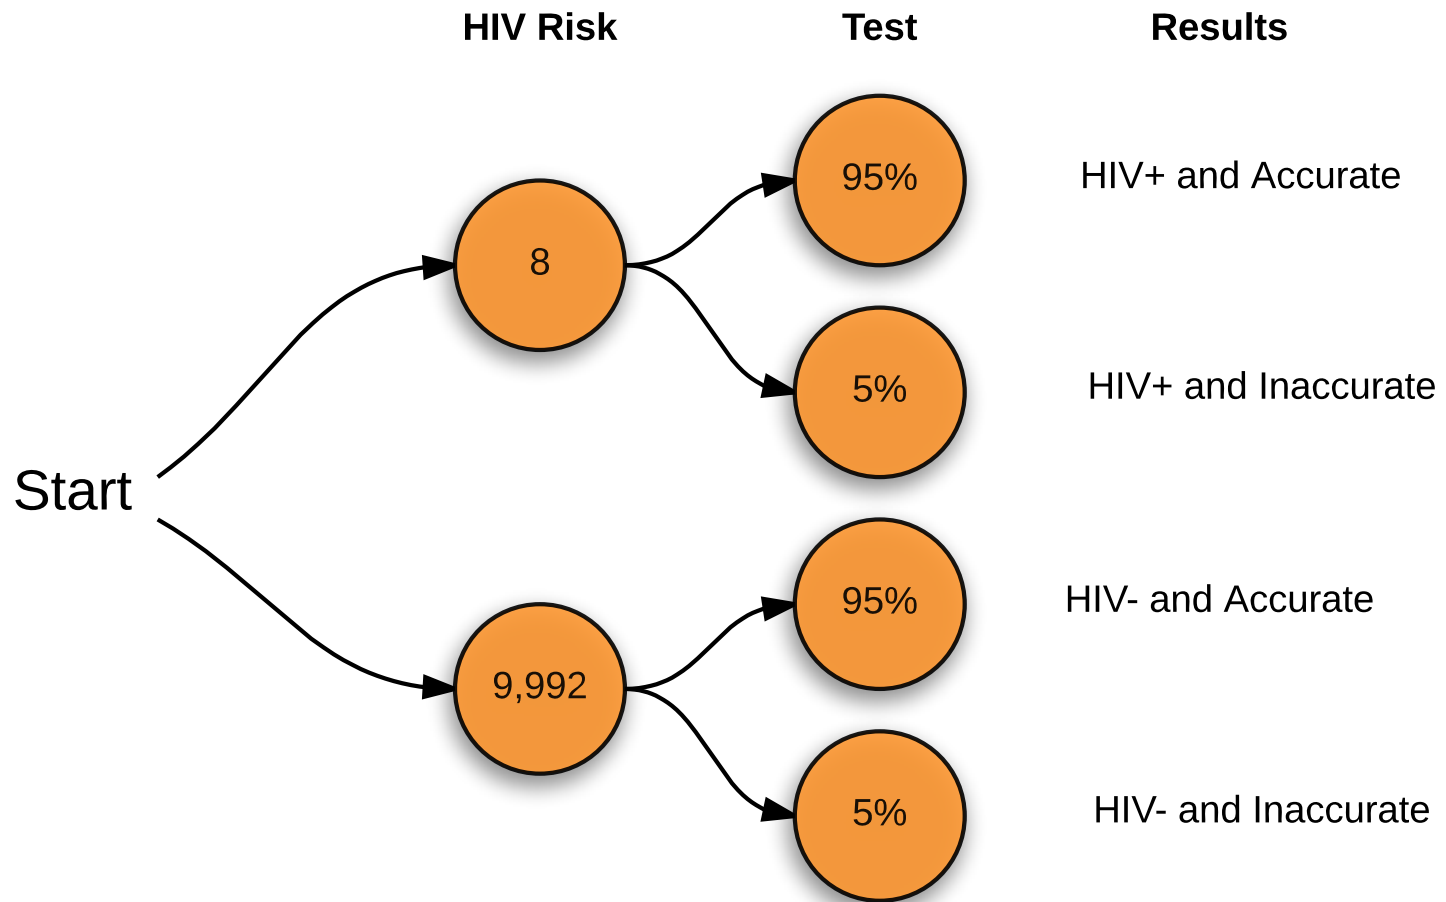 HIV Risk
Test
Results
95%
HIV+ and Accurate
8
5%
HIV+ and Inaccurate
Start
95%
HIV- and Accurate
9,992
5%
HIV- and Inaccurate